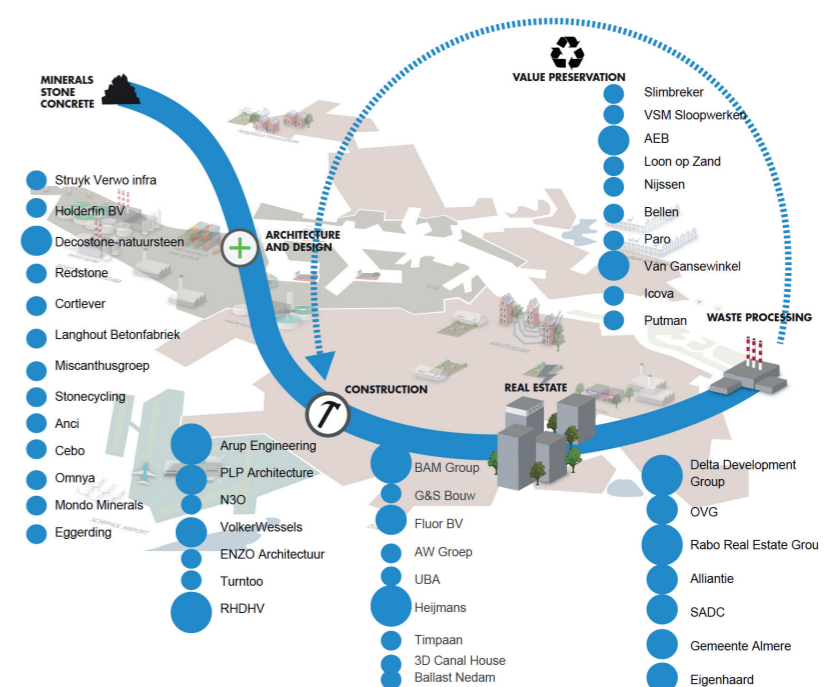 MINERALS
STONE
CONCRETE
VALUE PRESERVATION
Slimbreker
VSM Sloopwerken
AEB
Loon op Zand
Nijssen
Bellen
Paro
Van Gansewinkel
Icova
Putman
WASTE PROCESSING
Struyk Verwo infra
Holderfin BV
Decostone-natuursteen
Redstone
Cortlever
Langhout Betonfabriek
Miscanthusgroep
Stonecycling
Anci
Cebo
Omnya
Mondo Minerals
Eggerding
ARCHITECTURE
AND DESIGN
CONSTRUCTION
REAL ESTATE
Arup Engineering
PLP Architecture
N3O
VolkerWessels
ENZO Architectuur
Turntoo
RHDHV
BAM Group
G&S Bouw
Fluor BV
AW Groep
UBA
Heijmans
Timpaan
3D Canal House
Ballast Nedam
Delta Development
Group
OVG
Rabo Real Estate Grou
Alliantie
SADC
Gemeente Almere
Eigenhaard
SCHIPHOL AIRPORT
AMSTERDAM